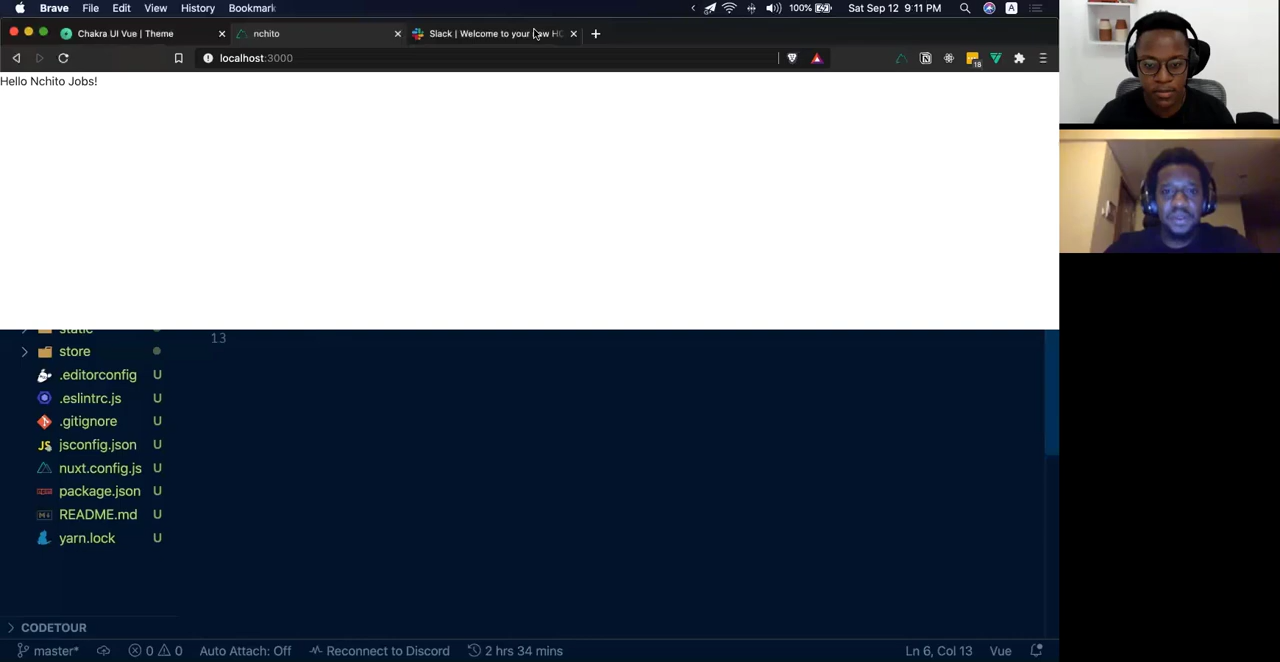 Brave File Edit View History Bookmark 100% Sat Sep 12 9:11 PM A
Chakra UI Vue | Theme
nchito
Slack | Welcome to your
localhost:3000
18
Hello Nchito Jobs!
static
13
store
.editorconfig U
.eslintrc.js U
.gitignore U
JS jsconfig.json U
nuxt.config.js U
package.json U
README.md U
yarn.lock U
CODETOUR
master* 0 0 Auto Attach: Off Reconnect to Discord 2 hrs 34 mins Ln 6, Col 13 Vue